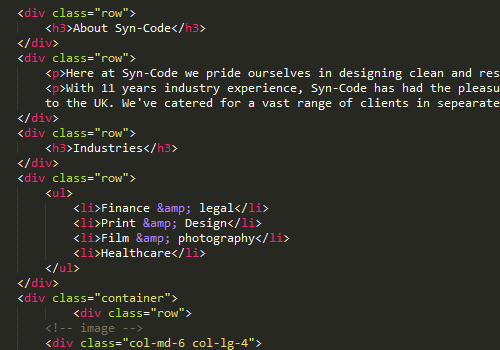 <div class="row">
<h3>About Syn-Code</h3>
</div>
<div class="row">
<p>Here at Syn-Code we pride ourselves in designing clean and res
<p>With 11 years industry experience, Syn-Code has had the pleasu
to the UK. We've catered for a vast range of clients in sepearate
</div>
<div class="row">
<h3>Industries</h3>
</div>
<div class="row">
<ul>
<li>Finance &amp; legal</li>
<li>Print &amp; Design</li>
<li>Film &amp; photography</li>
<li>Healthcare</li>
</ul>
</div>
<div class="container">
<div class="row">
<!-- image -->
<div class="col-md-6 col-lg-4">